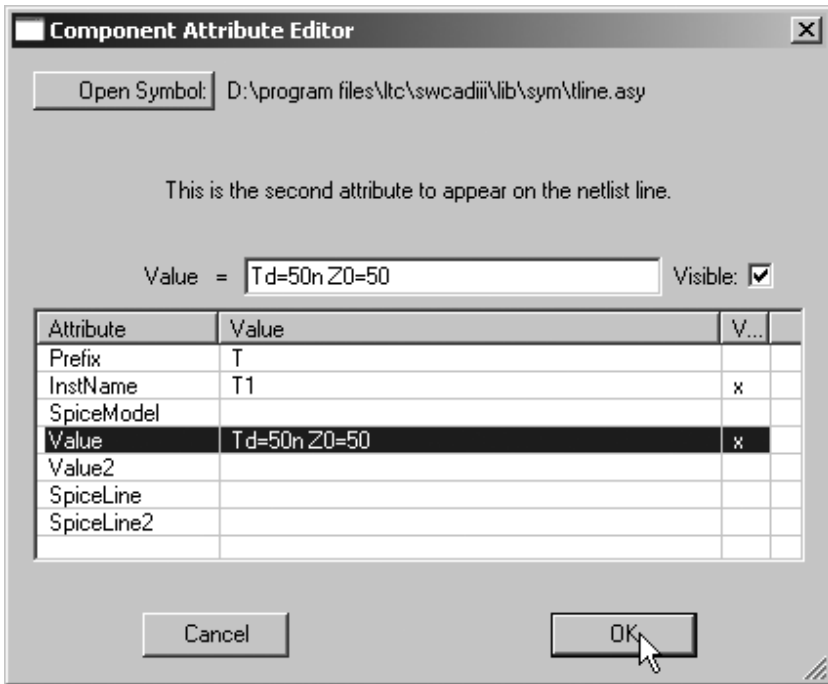 Component Attribute Editor
Open Symbol: D:\program files\ltc\swcadiii\lib\sym\tline.asy
This is the second attribute to appear on the netlist line.
Value = Td=50n Z0=50 Visible:
Attribute Value V...
Prefix T
InstName T1 x
SpiceModel
Value Td=50n Z0=50 x
Value2
SpiceLine
SpiceLine2
Cancel OK